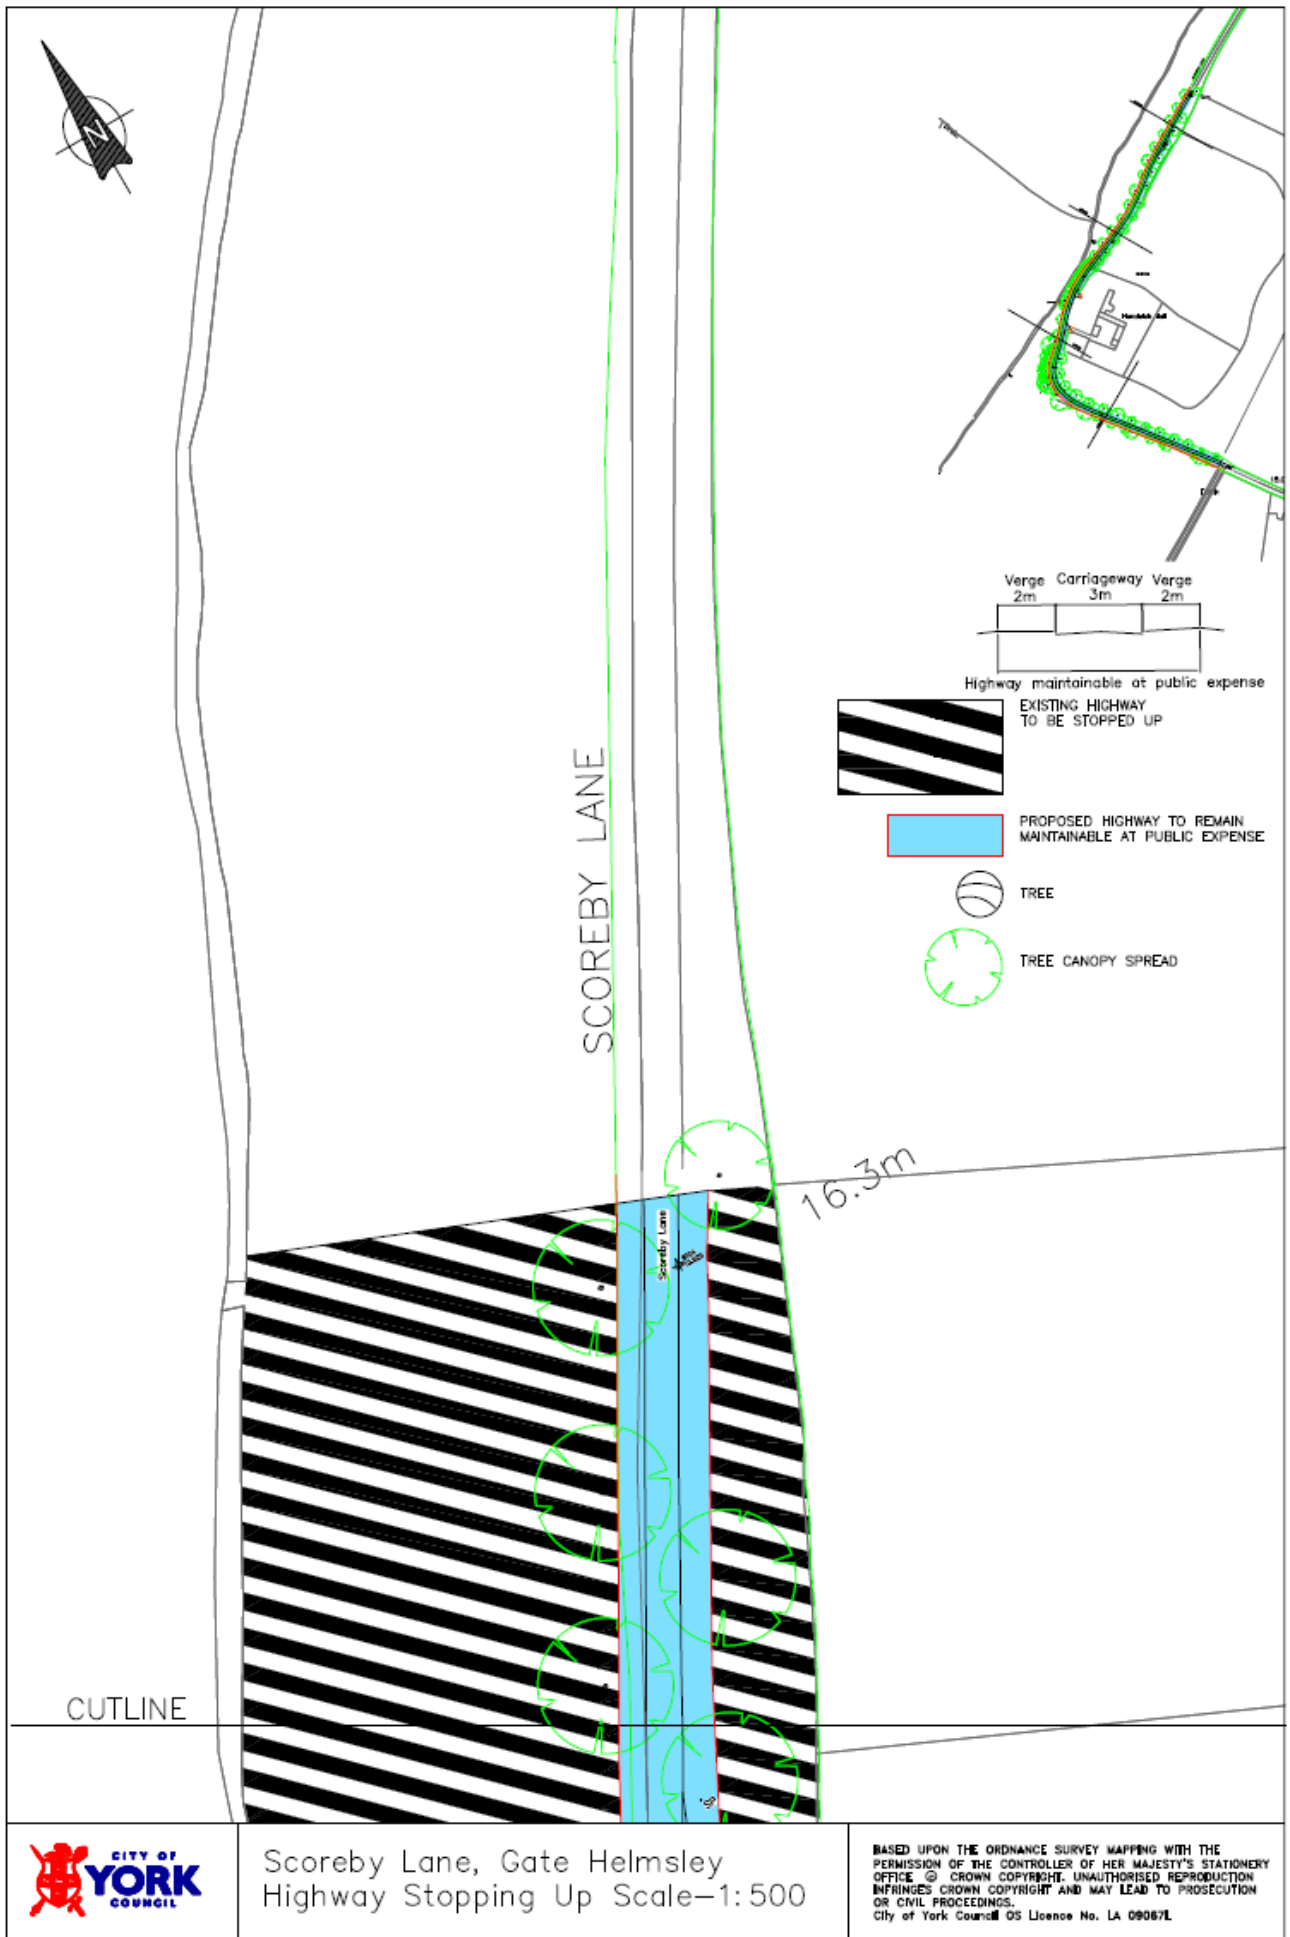 N
Verge Carriageway Verge
2m 3m 2m
Highway maintainable at public expense
EXISTING HIGHWAY
TO BE STOPPED UP
PROPOSED HIGHWAY TO REMAIN
MAINTAINABLE AT PUBLIC EXPENSE
TREE
TREE CANOPY SPREAD
SCOREBY LANE
16.3m
Scoreby Lane
CUTLINE
CITY OF
YORK
COUNCIL
Scoreby Lane, Gate Helmsley
Highway Stopping Up Scale-1:500
BASED UPON THE ORDNANCE SURVEY MAPPING WITH THE
PERMISSION OF THE CONTROLLER OF HER MAJESTY'S STATIONERY
OFFICE © CROWN COPYRIGHT. UNAUTHORISED REPRODUCTION
INFRINGES CROWN COPYRIGHT AND MAY LEAD TO PROSECUTION
OR CIVIL PROCEEDINGS.
City of York Council OS Licence No. LA 09067L